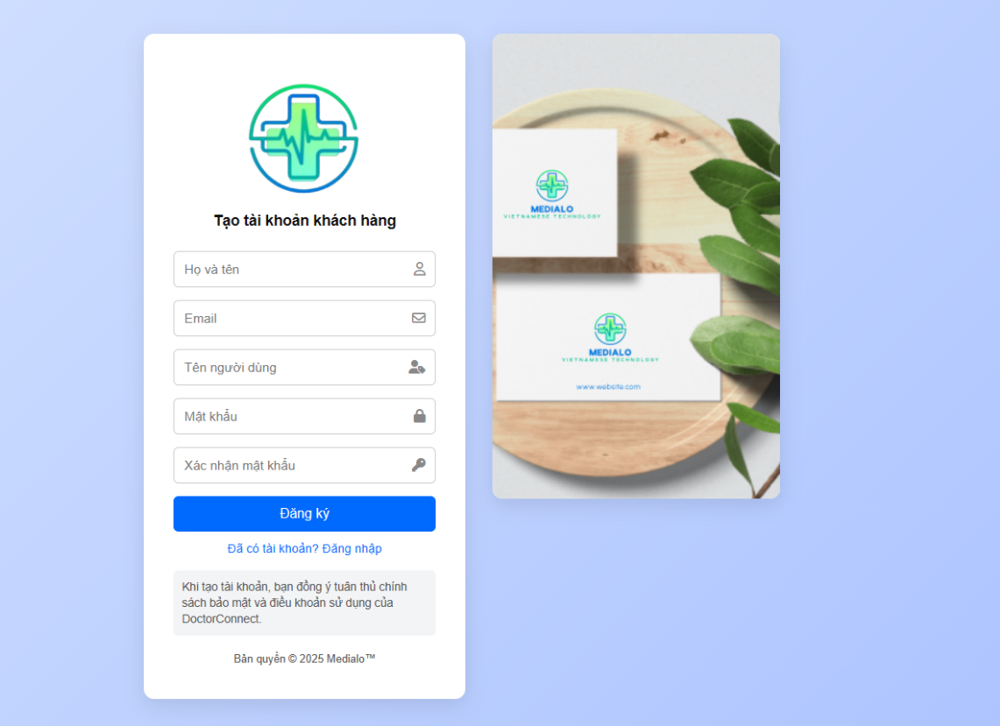 Tạo tài khoản khách hàng
Họ và tên
Email
Tên người dùng
Mật khẩu
Xác nhận mật khẩu
Đăng ký
Đã có tài khoản? Đăng nhập
Khi tạo tài khoản, bạn đồng ý tuân thủ chính
sách bảo mật và điều khoản sử dụng của
DoctorConnect.
Bản quyền © 2025 Medialo™
MEDIALO
VIETNAMESE TECHNOLOGY
MEDIALO
VIETNAMESE TECHNOLOGY
www.website.com